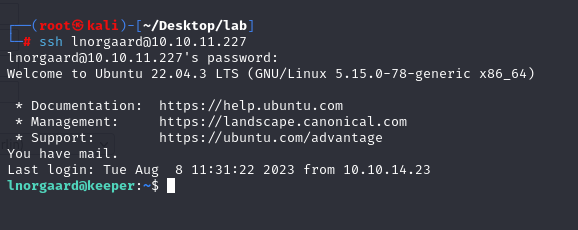 ┌──(root㉿kali)-[~/Desktop/lab]
└─# ssh lnorgaard@10.10.11.227
lnorgaard@10.10.11.227's password:
Welcome to Ubuntu 22.04.3 LTS (GNU/Linux 5.15.0-78-generic x86_64)

 * Documentation:  https://help.ubuntu.com
 * Management:     https://landscape.canonical.com
 * Support:        https://ubuntu.com/advantage
You have mail.
Last login: Tue Aug  8 11:31:22 2023 from 10.10.14.23
lnorgaard@keeper:~$